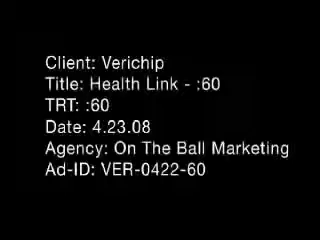 Client: Verichip
Title: Health Link - :60
TRT: :60
Date: 4.23.08
Agency: On The Ball Marketing
Ad-ID: VER-0422-60